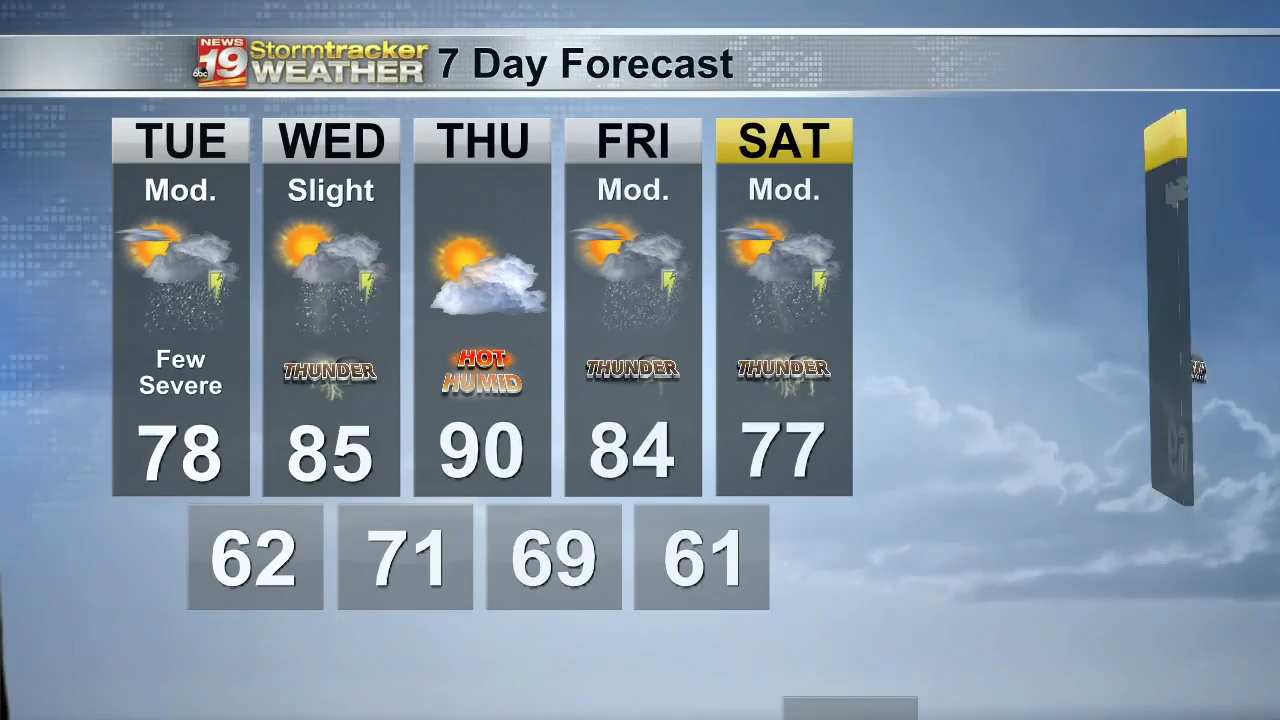 NEWS
abc 19
Stormtracker
WEATHER
7 Day Forecast
TUE WED THU FRI SAT
Mod. Slight Mod. Mod.
Few
Severe
THUNDER HOT HUMID THUNDER THUNDER
78 85 90 84 77
62 71 69 61